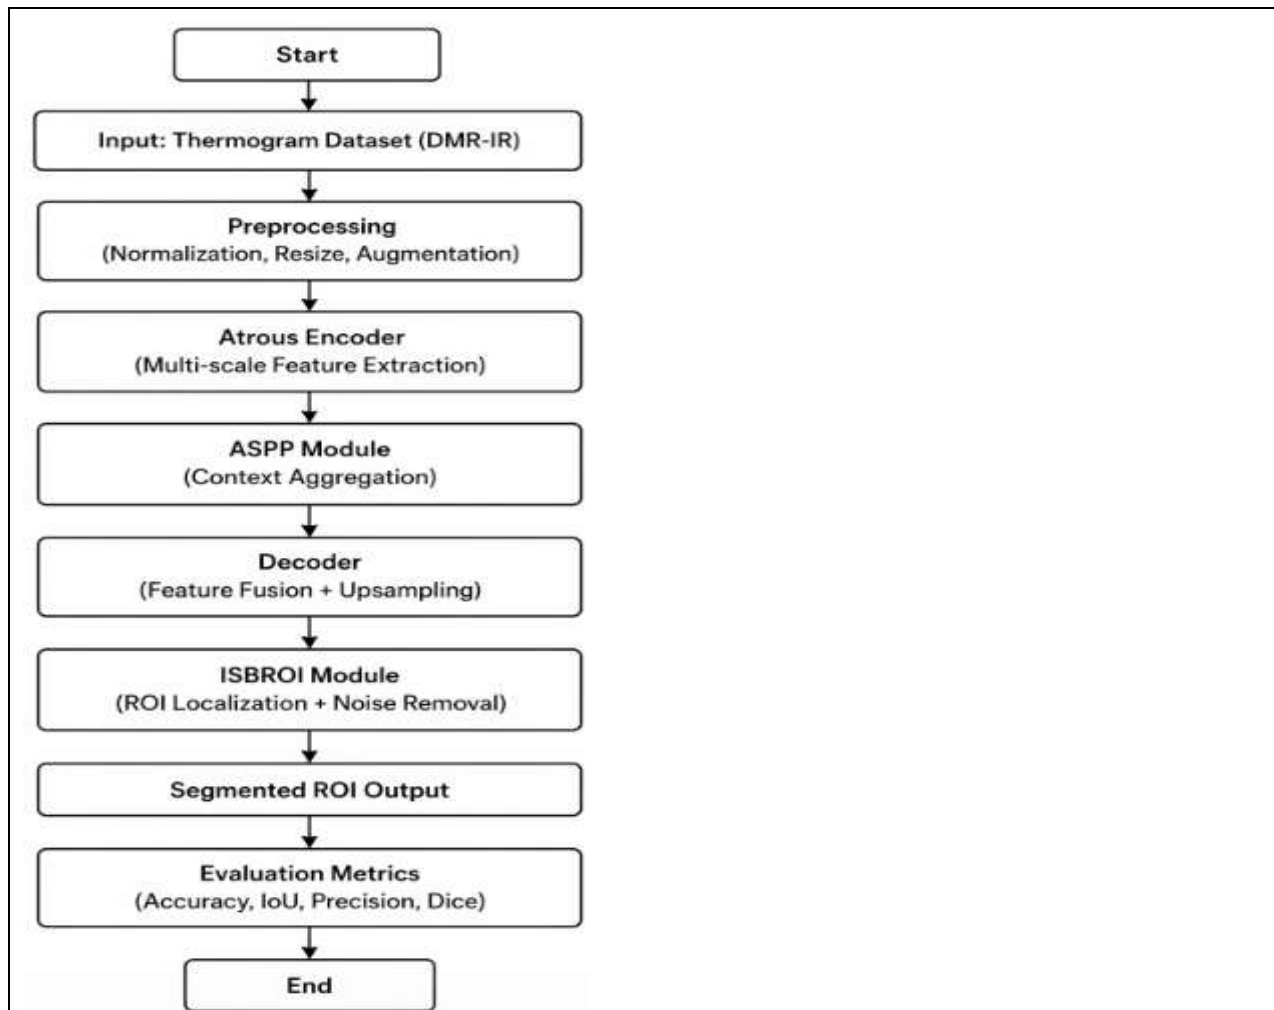 Start
Input: Thermogram Dataset (DMR-IR)
Preprocessing
(Normalization, Resize, Augmentation)
Atrous Encoder
(Multi-scale Feature Extraction)
ASPP Module
(Context Aggregation)
Decoder
(Feature Fusion + Upsampling)
ISBROI Module
(ROI Localization + Noise Removal)
Segmented ROI Output
Evaluation Metrics
(Accuracy, IoU, Precision, Dice)
End